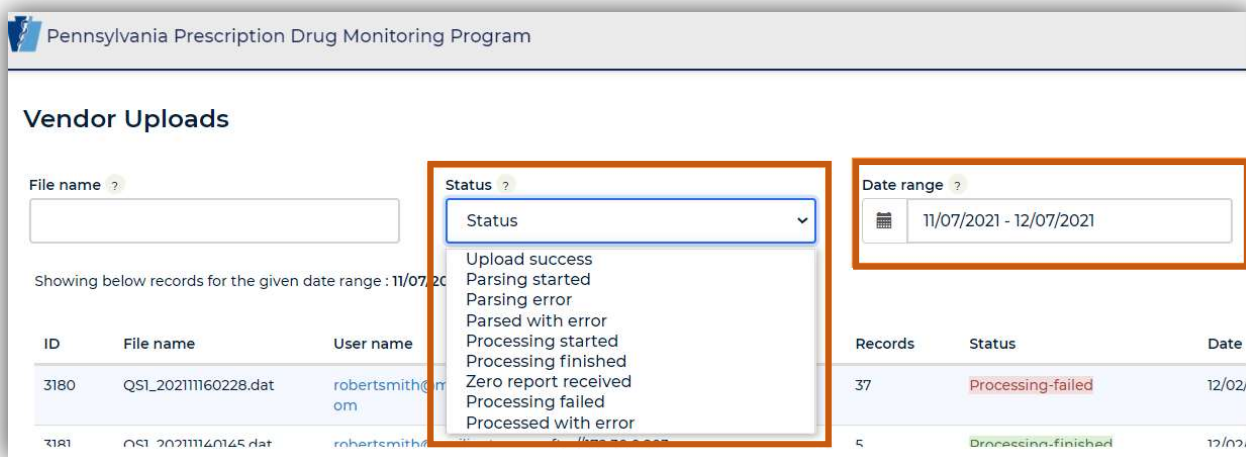 Pennsylvania Prescription Drug Monitoring Program
Vendor Uploads
File name ?
Status ?
Date range ?
Status
11/07/2021 - 12/07/2021
Upload success
Parsing started
Parsing error
Parsed with error
Processing started
Processing finished
Zero report received
Processing failed
Processed with error
Showing below records for the given date range : 11/07/20
ID File name User name Records Status Date
3180 QS1_202111160228.dat robertsmith@m 37 Processing-failed 12/02/
om
3181 QS1_202111140145.dat 5 Processing-finished 12/02/